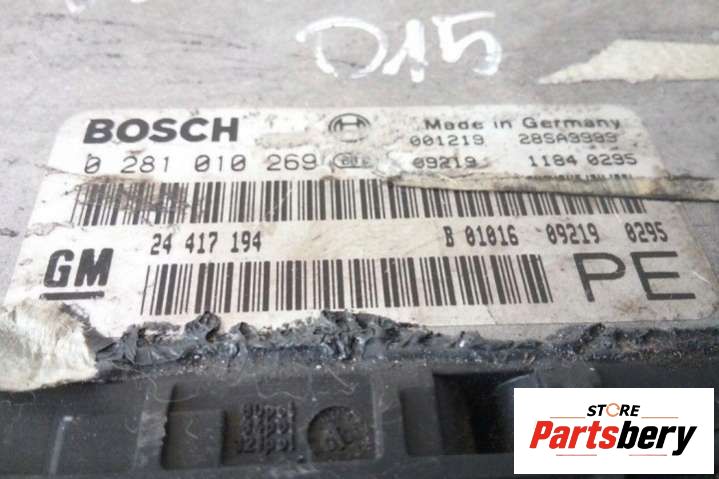 D15
BOSCH Made in Germany
001219 28SA9989
0 281 010 269 09219 1184 0295
24 417 194 B 01016 09219 0295
GM PE
STORE
Partsbery